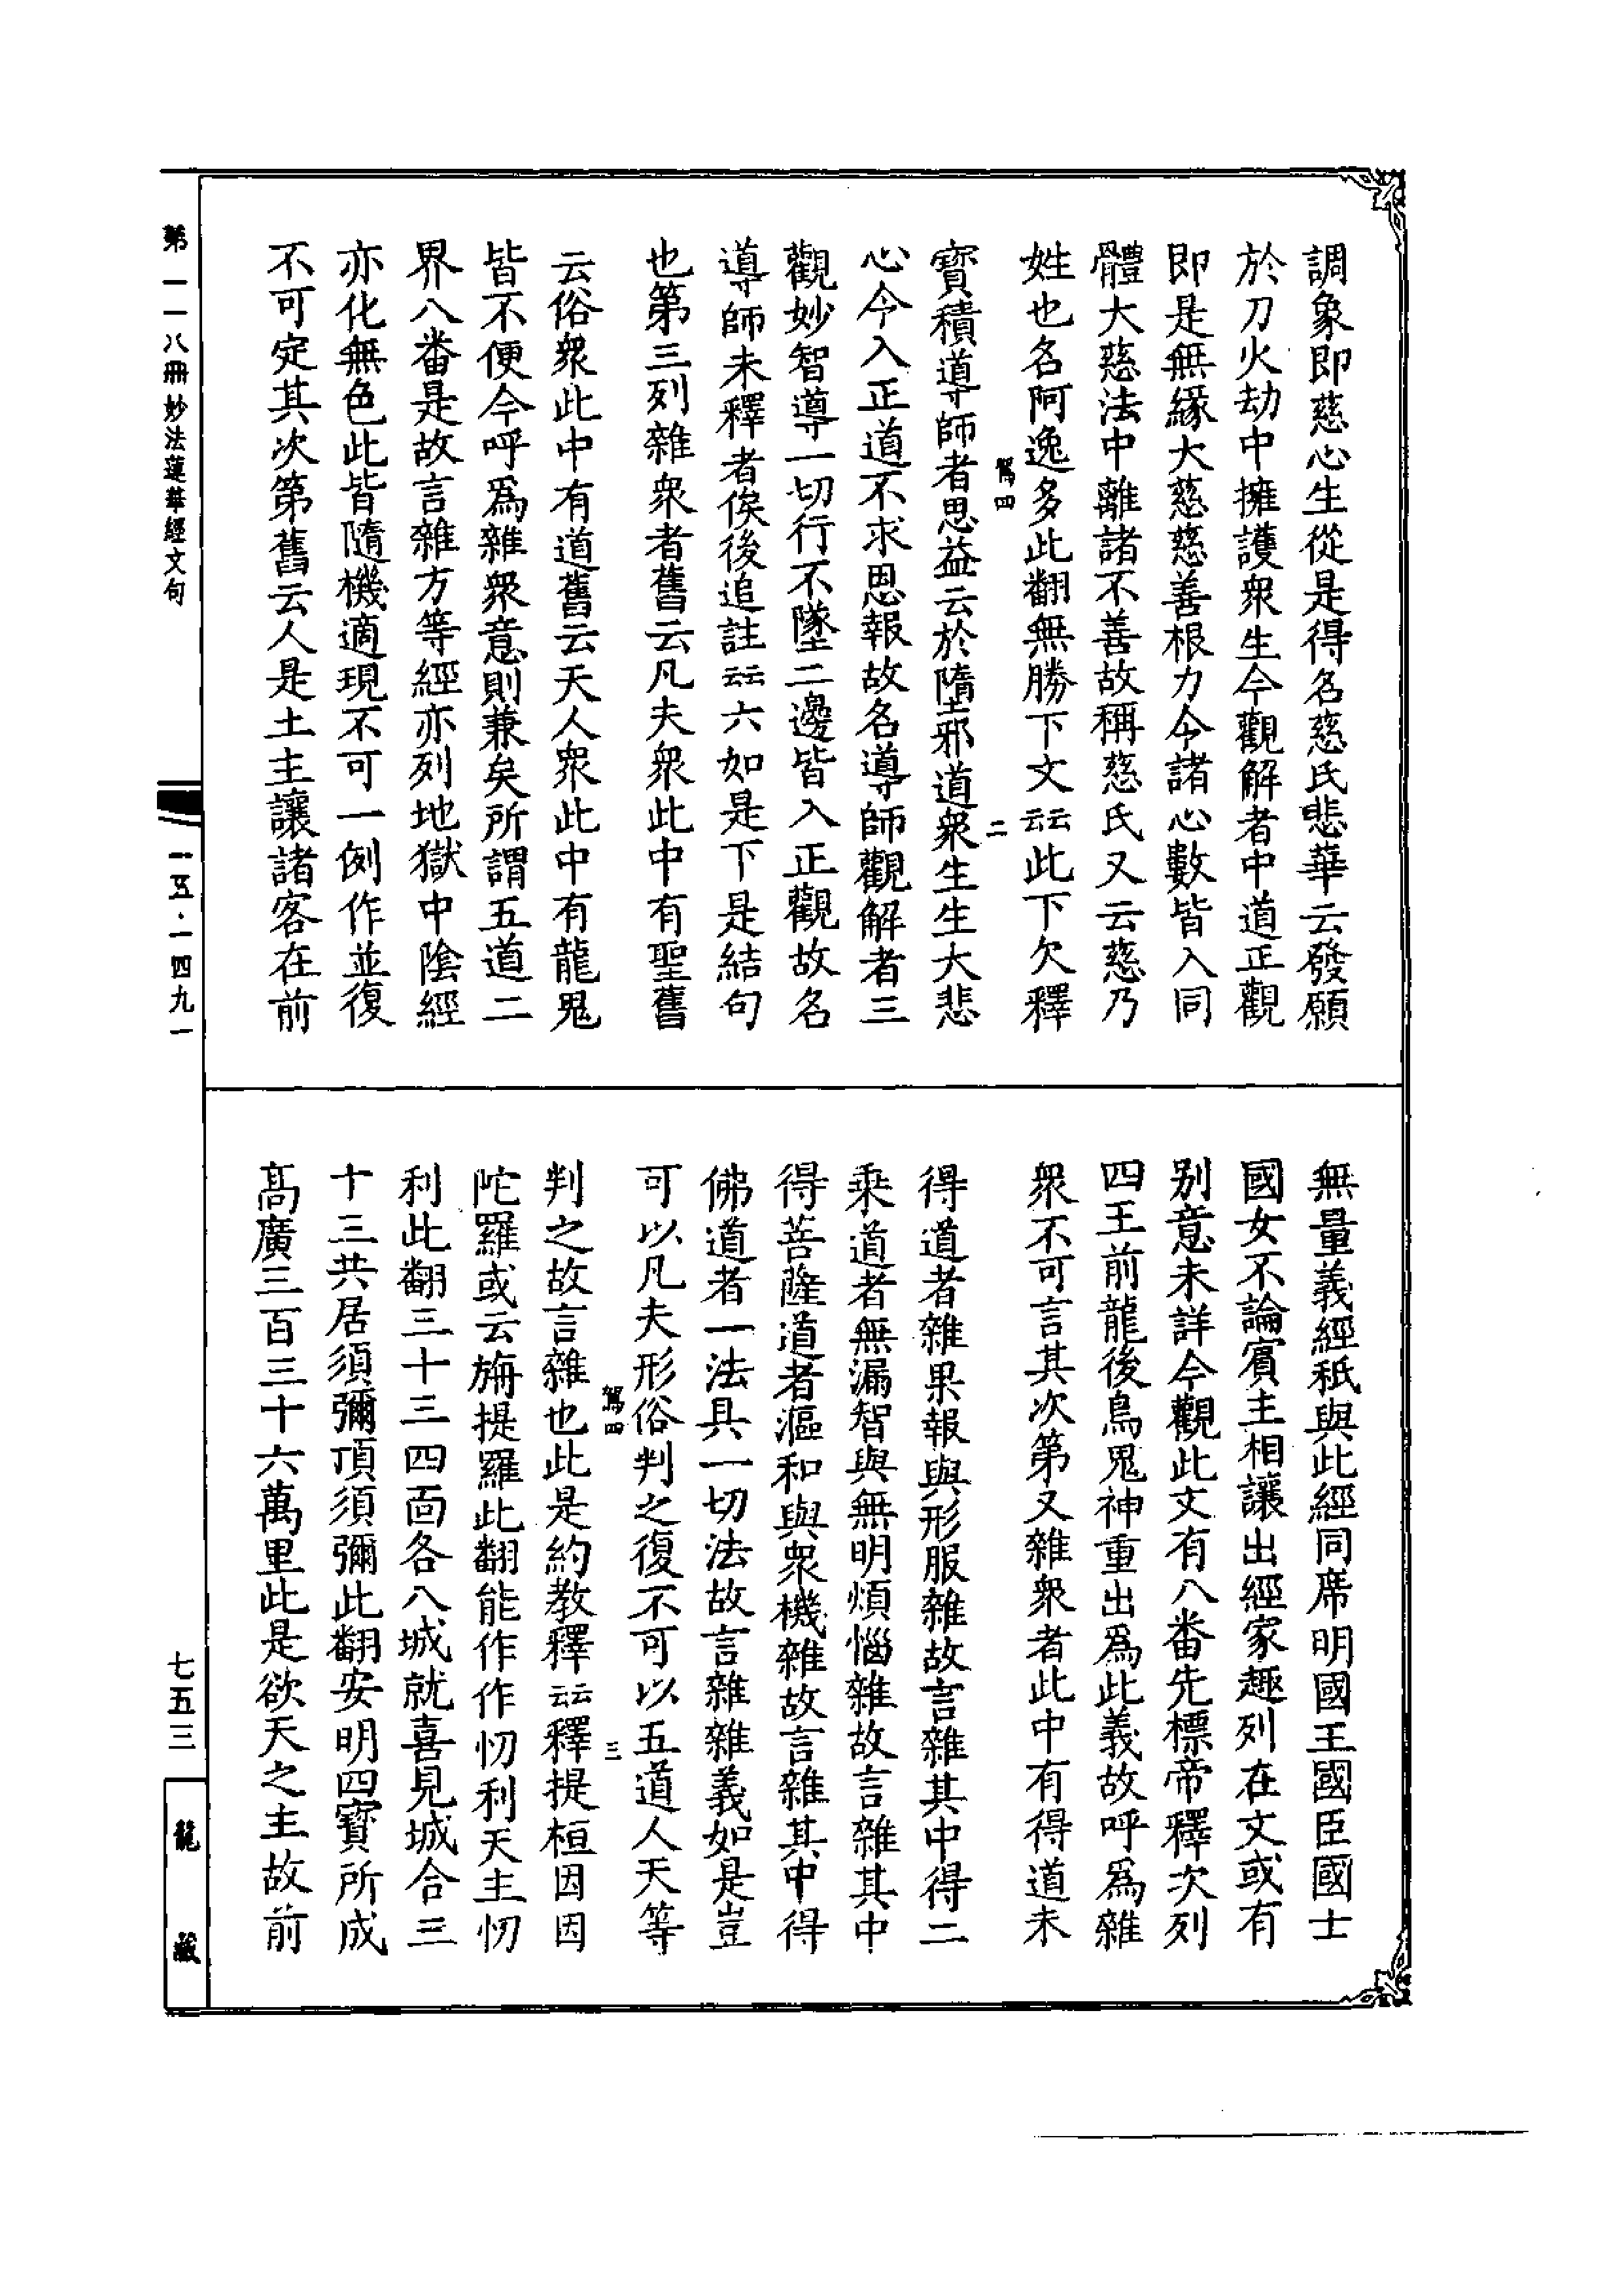 調象即慈心生從是得名慈氏悲華云發願
於刀火劫中擁護衆生今觀解者中道正觀
即是無緣大慈慈善根力令諸心數皆入同
體大慈法中離諸不善故稱慈氏又云慈乃
姓也名阿逸多此翻無勝下文云云此下欠釋
駕四 二
寶積導師者思益云於墮邪道衆生生大悲
心令入正道不求恩報故名導師觀解者三
觀妙智導一切行不墜二邊皆入正觀故名
導師未釋者俟後追註云云六如是下是結句
也第三列雜衆者舊云凡夫衆此中有聖舊
云俗衆此中有道舊云天人衆此中有龍鬼
皆不便今呼爲雜衆意則兼矣所謂五道二
界八番是故言雜方等經亦列地獄中陰經
亦化無色此皆隨機適現不可一例作並復
不可定其次第舊云人是土主讓諸客在前
無量義經秖與此經同席明國王國臣國士
國女不論賓主相讓出經家趣列在文或有
別意未詳今觀此文有八番先標帝釋次列
四王前龍後鳥鬼神重出爲此義故呼爲雜
衆不可言其次第又雜衆者此中有得道未
得道者雜果報與形服雜故言雜其中得二
乘道者無漏智與無明煩惱雜故言雜其中
得菩薩道者漚和與衆機雜故言雜其中得
佛道者一法具一切法故言雜雜義如是豈
可以凡夫形俗判之復不可以五道人天等
駕四 三
判之故言雜也此是約教釋云云釋提桓因因
陀羅或云旃提羅此翻能作作忉利天主忉
利此翻三十三四面各八城就喜見城合三
十三共居須彌頂須彌此翻安明四寶所成
高廣三百三十六萬里此是欲天之主故前
第一一八冊 妙法蓮華經文句
一五·一四九一
七五三
龍藏